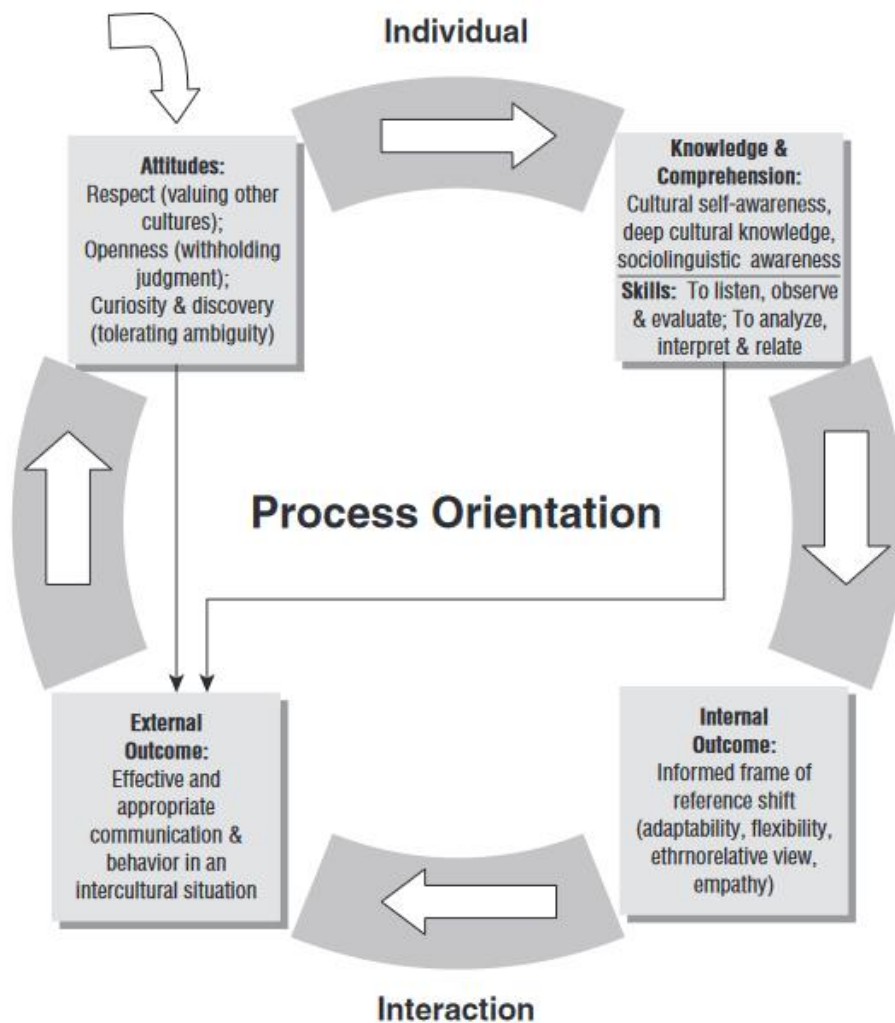 Individual
Attitudes:
Respect (valuing other
cultures);
Openness (withholding
judgment);
Curiosity & discovery
(tolerating ambiguity)
Knowledge &
Comprehension:
Cultural self-awareness,
deep cultural knowledge,
sociolinguistic awareness
Skills: To listen, observe
& evaluate; To analyze,
interpret & relate
Process Orientation
External
Outcome:
Effective and
appropriate
communication &
behavior in an
intercultural situation
Internal
Outcome:
Informed frame of
reference shift
(adaptability, flexibility,
ethrnorelative view,
empathy)
Interaction